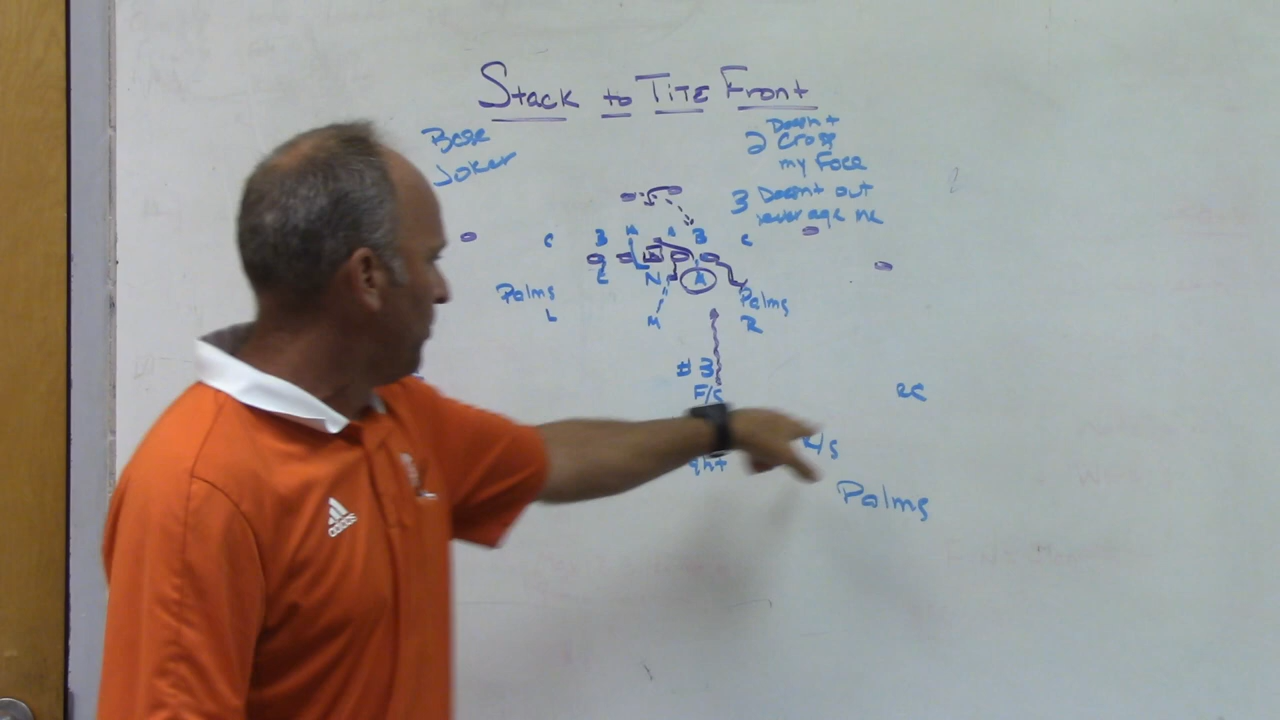 Stack to TiTE Front
Base
Joker
2 Doesn't
Cross
my Face
3 Doesn't out
leverage me
C B A A B C
E N A
Palms Palms
L M R
# 3
F/S
RC
Palms
adidas